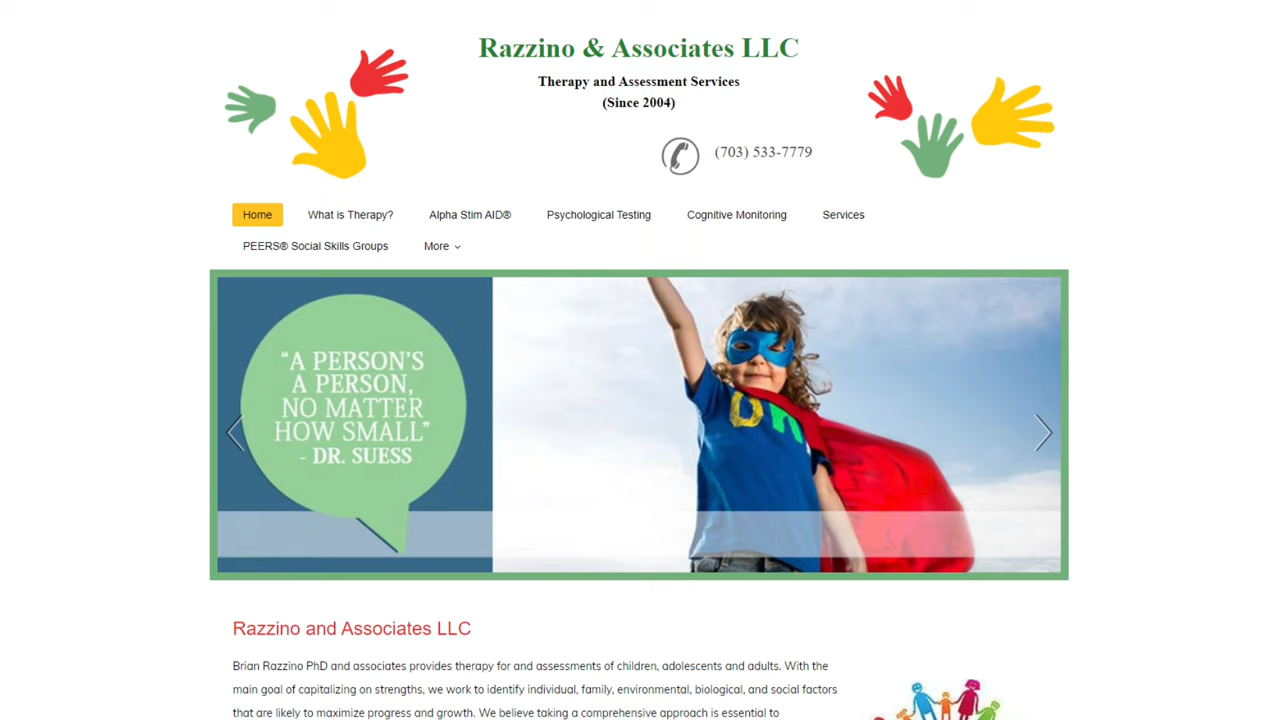 Razzino & Associates LLC
Therapy and Assessment Services
(Since 2004)
(703) 533-7779
Home What is Therapy? Alpha Stim AID® Psychological Testing Cognitive Monitoring Services
PEERS® Social Skills Groups More
“A PERSON’S
A PERSON,
NO MATTER
HOW SMALL”
- DR. SUESS
Razzino and Associates LLC
Brian Razzino PhD and associates provides therapy for and assessments of children, adolescents and adults. With the
main goal of capitalizing on strengths, we work to identify individual, family, environmental, biological, and social factors
that are likely to maximize progress and growth. We believe taking a comprehensive approach is essential to